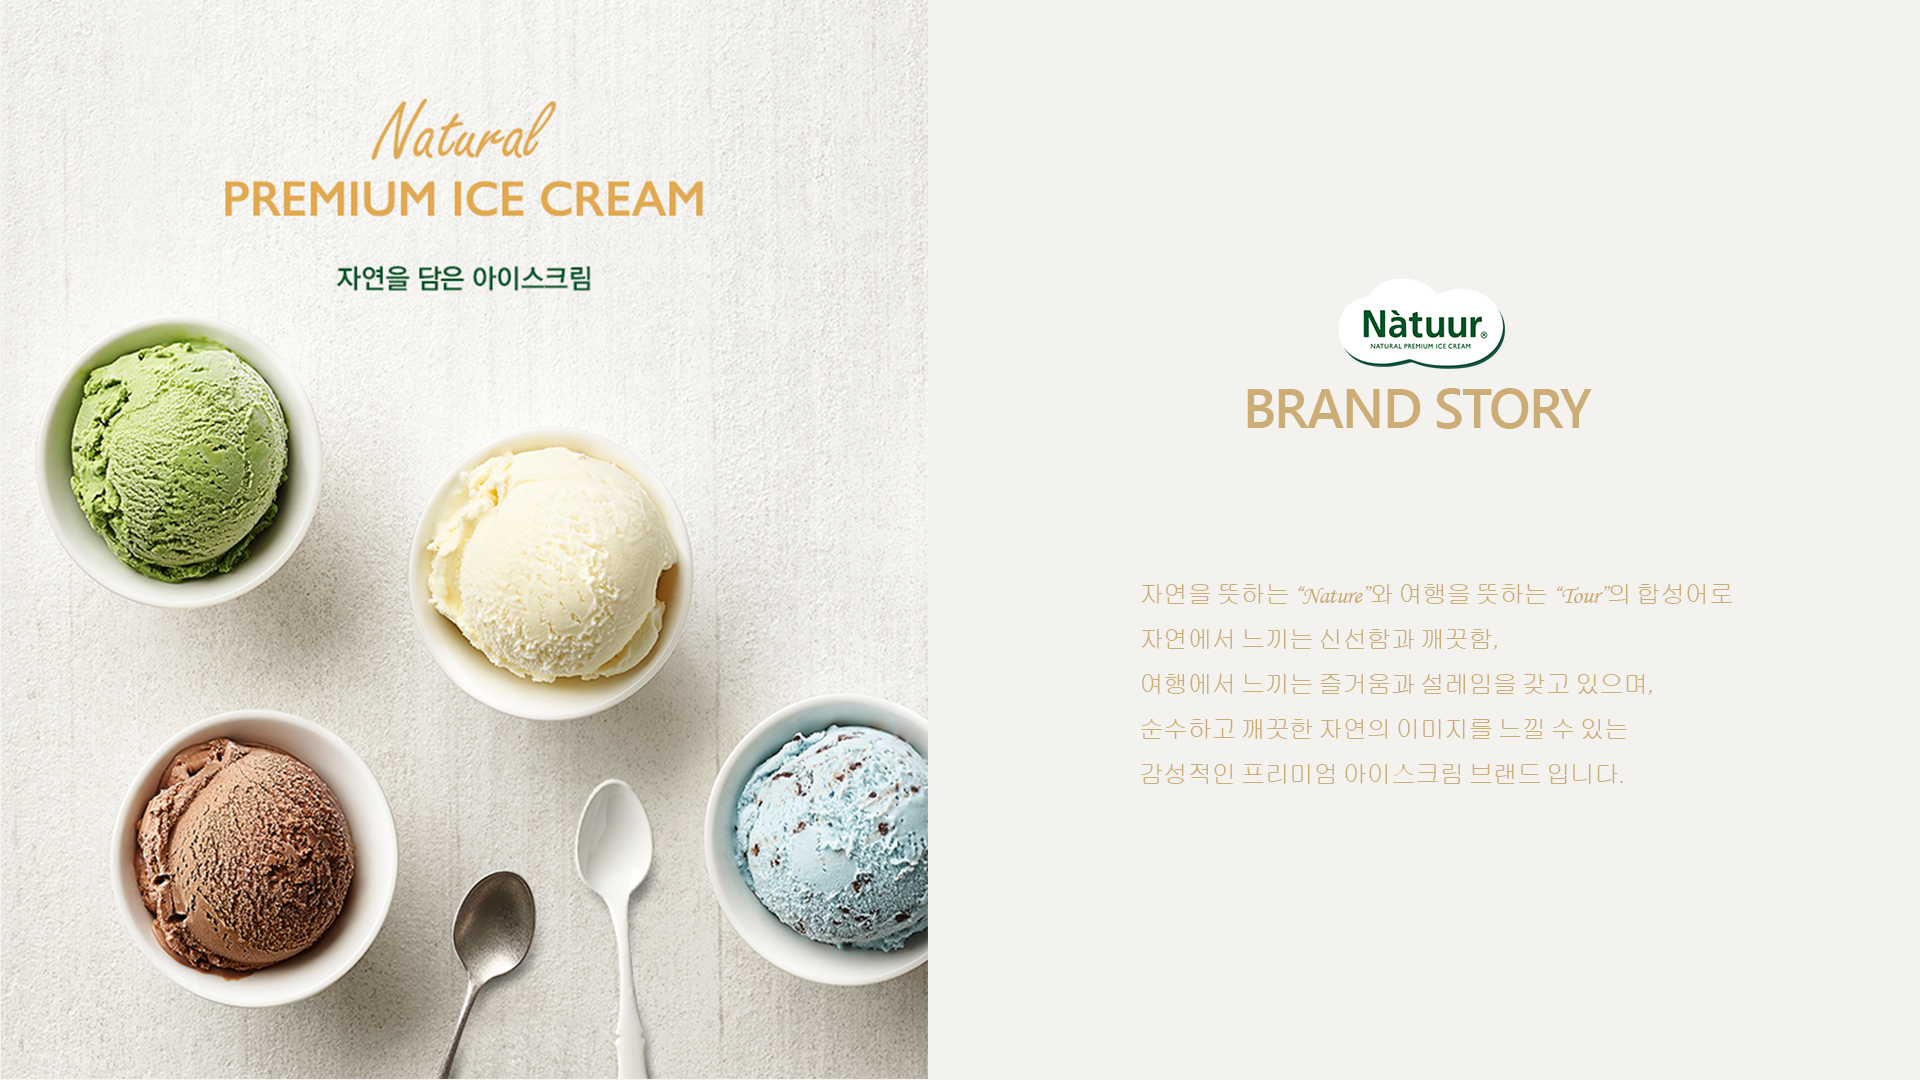 Natural
PREMIUM ICE CREAM
자연을 담은 아이스크림
Nàtuur®
NATURAL PREMIUM ICE CREAM
BRAND STORY
자연을 뜻하는 “Nature”와 여행을 뜻하는 “Tour”의 합성어로
자연에서 느끼는 신선함과 깨끗함,
여행에서 느끼는 즐거움과 설레임을 갖고 있으며,
순수하고 깨끗한 자연의 이미지를 느낄 수 있는
감성적인 프리미엄 아이스크림 브랜드 입니다.